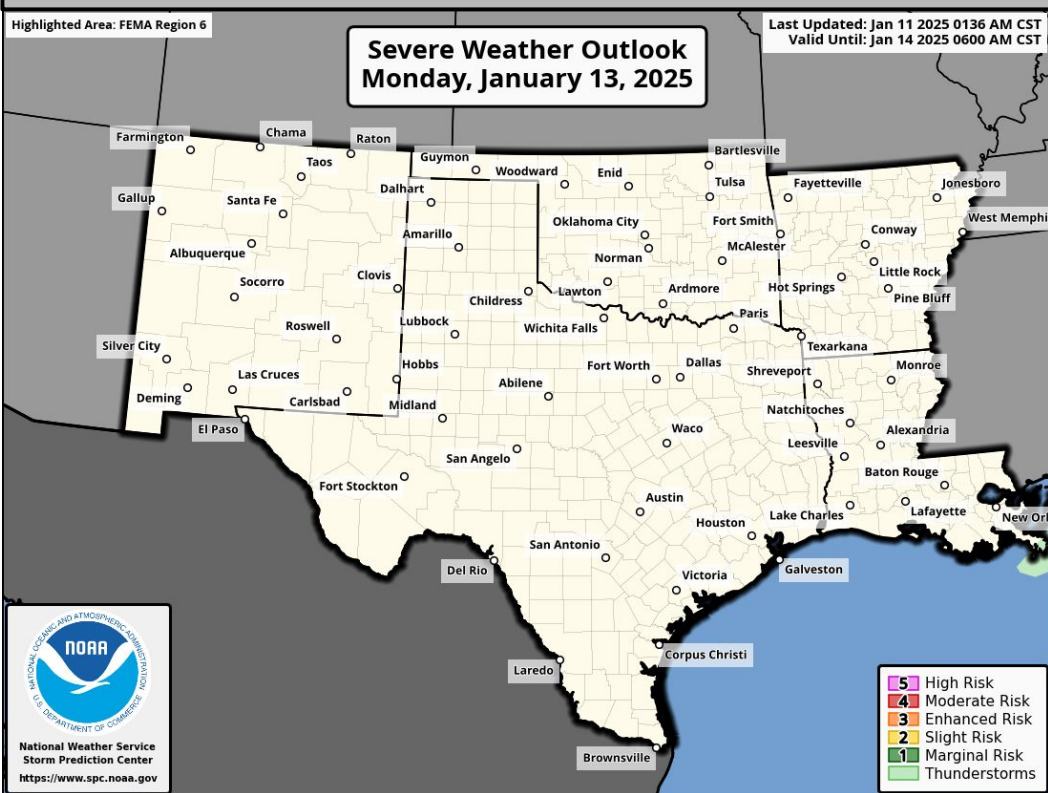 Highlighted Area: FEMA Region 6
Severe Weather Outlook
Monday, January 13, 2025
Last Updated: Jan 11 2025 0136 AM CST
Valid Until: Jan 14 2025 0600 AM CST
Farmington
Chama
Raton
Taos
Guymon
Woodward
Enid
Bartlesville
Tulsa
Fayetteville
Jonesboro
Gallup
Santa Fe
Dalhart
Oklahoma City
Fort Smith
West Memphi
Albuquerque
Amarillo
Norman
McAlester
Conway
Socorro
Clovis
Childress
Lawton
Ardmore
Hot Springs
Little Rock
Pine Bluff
Roswell
Lubbock
Wichita Falls
Paris
Texarkana
Silver City
Las Cruces
Hobbs
Fort Worth
Dallas
Shreveport
Monroe
Deming
Carlsbad
Midland
Abilene
Natchitoches
El Paso
Waco
Leesville
Alexandria
San Angelo
Fort Stockton
Baton Rouge
Austin
Houston
Lake Charles
Lafayette
New Orl
San Antonio
Del Rio
Victoria
Galveston
Laredo
Corpus Christi
Brownsville
NATIONAL OCEANIC AND ATMOSPHERIC ADMINISTRATION
NOAA
U.S. DEPARTMENT OF COMMERCE
National Weather Service
Storm Prediction Center
https://www.spc.noaa.gov
5 High Risk
4 Moderate Risk
3 Enhanced Risk
2 Slight Risk
1 Marginal Risk
Thunderstorms